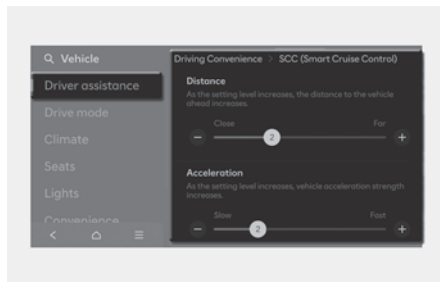 Vehicle
Driver assistance
Drive mode
Climate
Seats
Lights
Convenience
Driving Convenience > SCC (Smart Cruise Control)
Distance
As the setting level increases, the distance to the vehicle
ahead increases.
Close Far
− 2 +
Acceleration
As the setting level increases, vehicle acceleration strength
increases.
Slow Fast
− 2 +